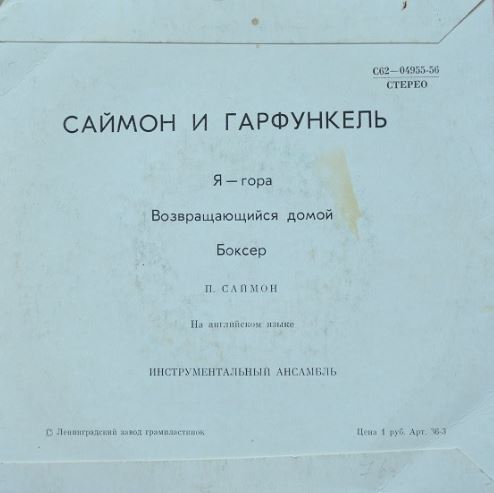 С62—04955-56
СТЕРЕО
САЙМОН И ГАРФУНКЕЛЬ
Я — гора
Возвращающийся домой
Боксер
П. САЙМОН
На английском языке
ИНСТРУМЕНТАЛЬНЫЙ АНСАМБЛЬ
© Ленинградский завод грампластинок
Цена 1 руб. Арт. 36-3